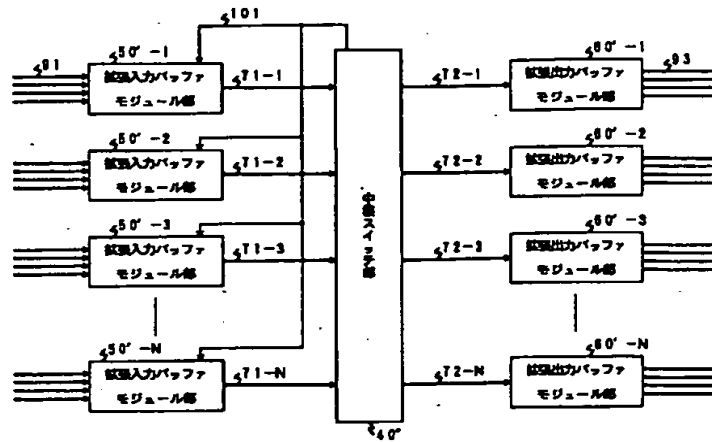 101
91
50'-1
拡張入力バッファ
モジュール部
71-1
72-1
60'-1
拡張出力バッファ
モジュール部
93
50'-2
拡張入力バッファ
モジュール部
71-2
72-2
60'-2
拡張出力バッファ
モジュール部
50'-3
拡張入力バッファ
モジュール部
71-3
72-3
60'-3
拡張出力バッファ
モジュール部
50'-N
拡張入力バッファ
モジュール部
71-N
72-N
60'-N
拡張出力バッファ
モジュール部
40"